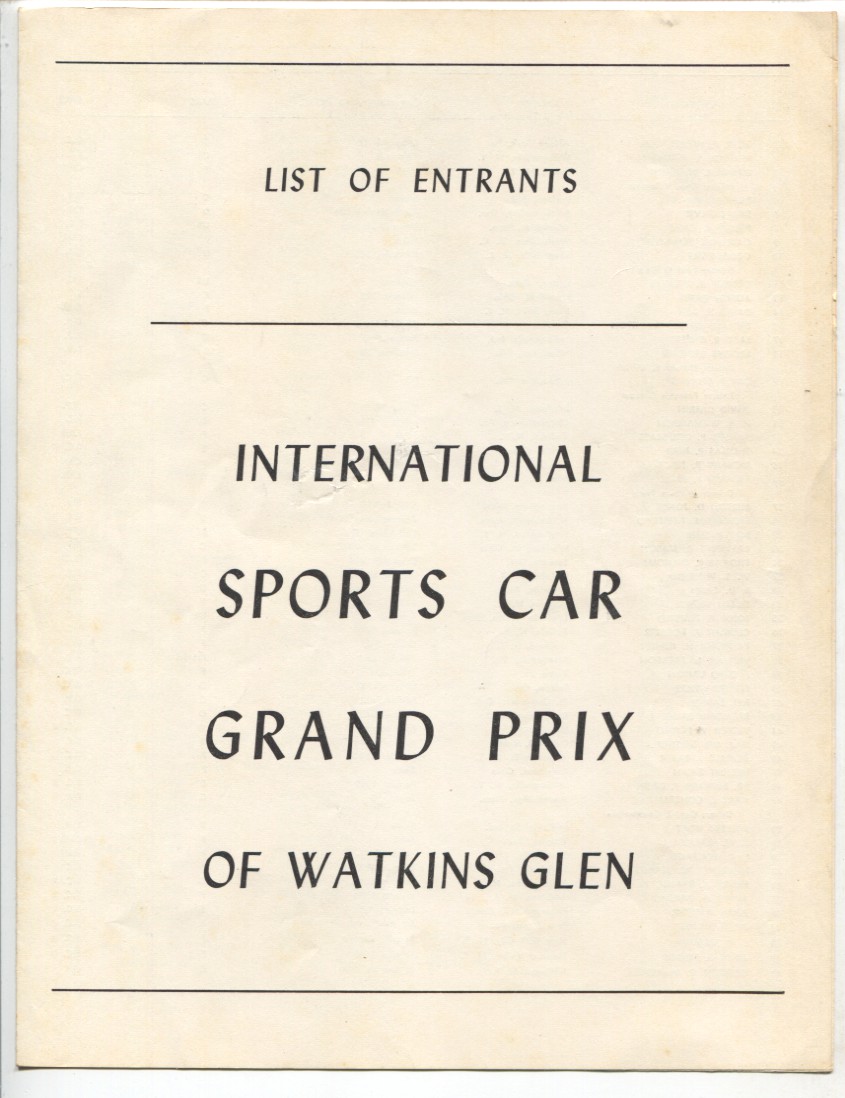 LIST OF ENTRANTS
INTERNATIONAL
SPORTS CAR
GRAND PRIX
OF WATKINS GLEN